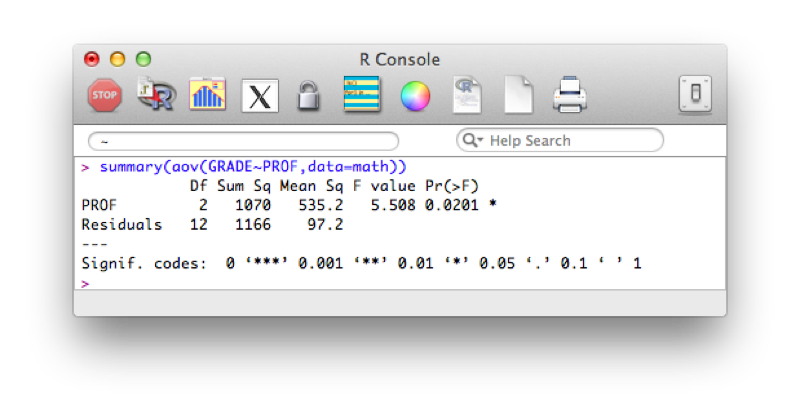 R Console
STOP
R
X
R
~
Help Search
> summary(aov(GRADE~PROF,data=math))
Df Sum Sq Mean Sq F value Pr(>F)
PROF 2 1070 535.2 5.508 0.0201 *
Residuals 12 1166 97.2
---
Signif. codes: 0 ‘***’ 0.001 ‘**’ 0.01 ‘*’ 0.05 ‘.’ 0.1 ‘ ’ 1
>